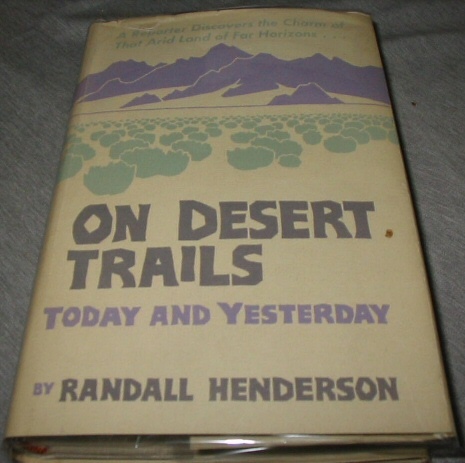 A Reporter Discovers the Charm of
That Arid Land of Far Horizons . . .
ON DESERT
TRAILS
TODAY AND YESTERDAY
BY RANDALL HENDERSON